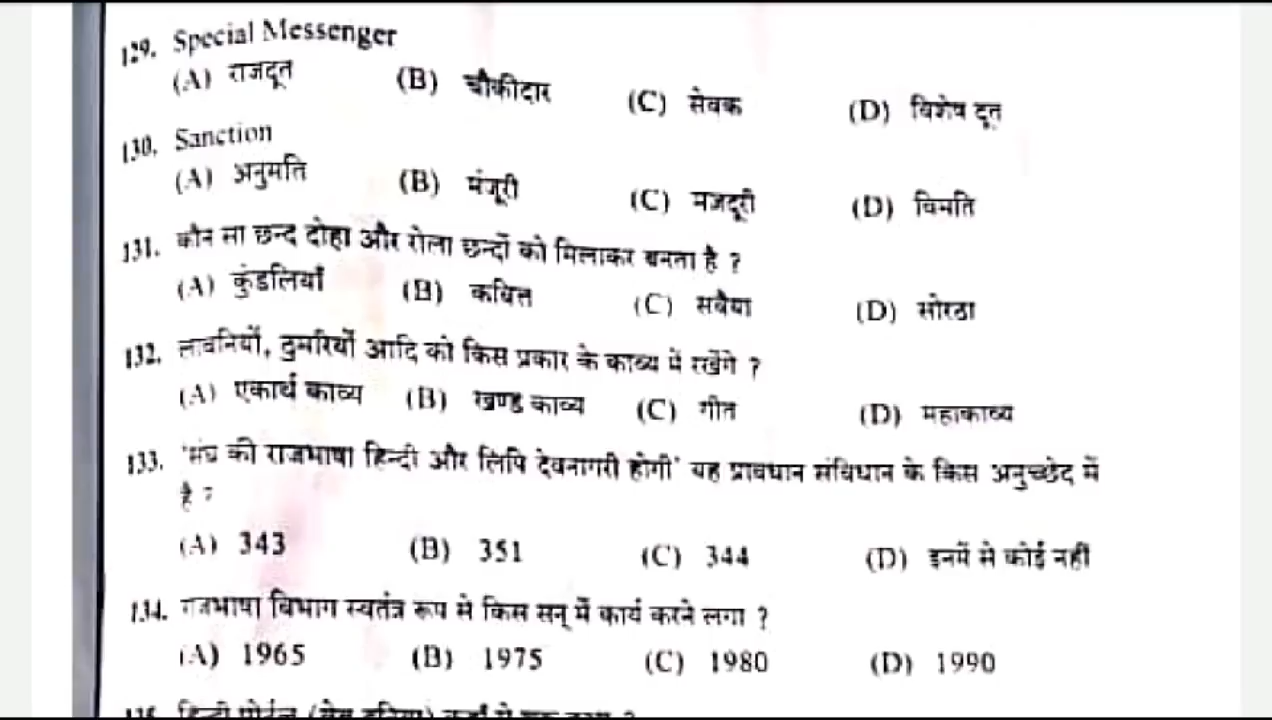 129. Special Messenger
(A) राजदूत (B) चौकीदार (C) सेवक (D) विशेष दूत
130. Sanction
(A) अनुमति (B) मंजूरी (C) मजदूरी (D) विमति
131. कौन सा छन्द दोहा और रोला छन्दों को मिलाकर बनता है ?
(A) कुंडलियाँ (B) कवित्त (C) सवैया (D) सोरठा
132. लावनियों, ठुमरियों आदि को किस प्रकार के काव्य में रखेंगे ?
(A) एकार्थ काव्य (B) खण्ड काव्य (C) गीत (D) महाकाव्य
133. 'संघ की राजभाषा हिन्दी और लिपि देवनागरी होगी' यह प्रावधान संविधान के किस अनुच्छेद में
है ?
(A) 343 (B) 351 (C) 344 (D) इनमें से कोई नहीं
134. राजभाषा विभाग स्वतंत्र रूप से किस सन् में कार्य करने लगा ?
(A) 1965 (B) 1975 (C) 1980 (D) 1990
135. हिन्दी पोर्टल